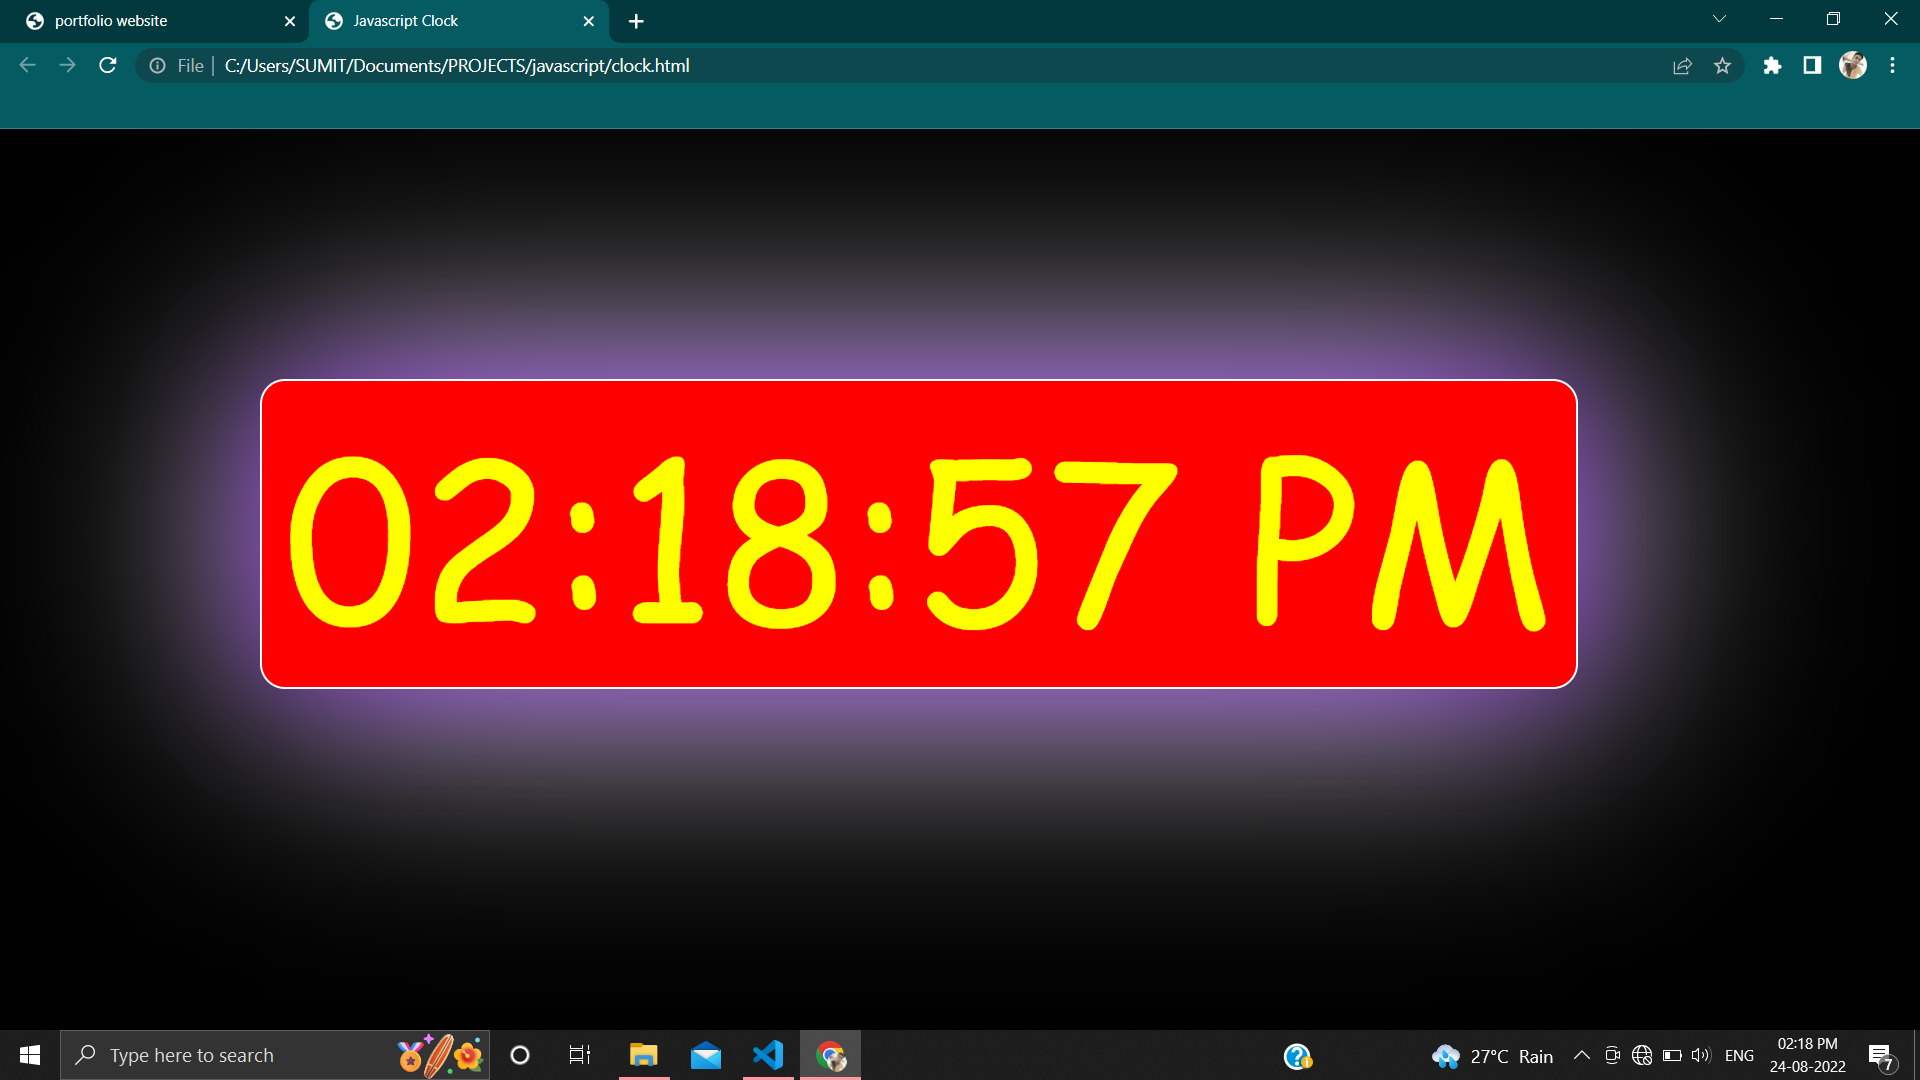 portfolio website
Javascript Clock
File | C:/Users/SUMIT/Documents/PROJECTS/javascript/clock.html
02:18:57 PM
Type here to search
27°C Rain
ENG
02:18 PM
24-08-2022
7